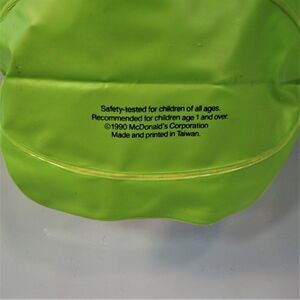 Safety-tested for children of all ages.
Recommended for children age 1 and over.
©1990 McDonald's Corporation
Made and printed in Taiwan.